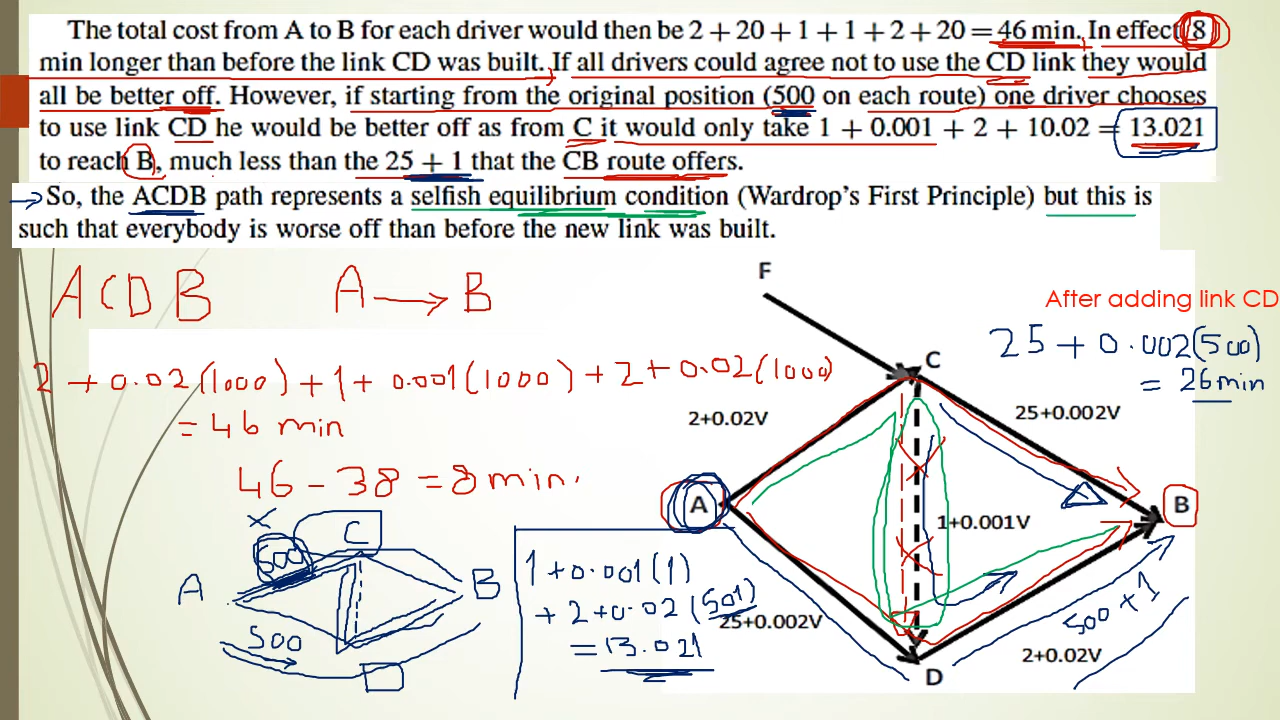 The total cost from A to B for each driver would then be 2 + 20 + 1 + 1 + 2 + 20 = 46 min. In effect 8
min longer than before the link CD was built. If all drivers could agree not to use the CD link they would
all be better off. However, if starting from the original position (500 on each route) one driver chooses
to use link CD he would be better off as from C it would only take 1 + 0.001 + 2 + 10.02 = 13.021
to reach B, much less than the 25 + 1 that the CB route offers.
So, the ACDB path represents a selfish equilibrium condition (Wardrop's First Principle) but this is
such that everybody is worse off than before the new link was built.
ACDB A → B
2 + 0.02(1000) + 1 + 0.001(1000) + 2 + 0.02(1000)
= 46 min
46 - 38 = 8 min.
F
After adding link CD
25 + 0.002(500)
= 26 min
C
2+0.02V
25+0.002V
A
B
1+0.001V
25+0.002V
500 + 1
2+0.02V
D
X
500
C
A
B
500
D
1 + 0.001(1)
+ 2 + 0.02(501)
= 13.021